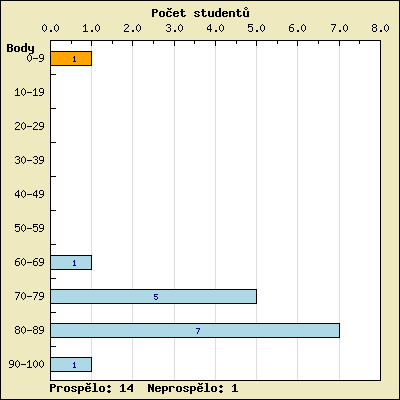 Počet studentů
0.0 1.0 2.0 3.0 4.0 5.0 6.0 7.0 8.0
Body
0-9 1
10-19
20-29
30-39
40-49
50-59
60-69 1
70-79 5
80-89 7
90-100 1
Prospělo: 14 Neprospělo: 1